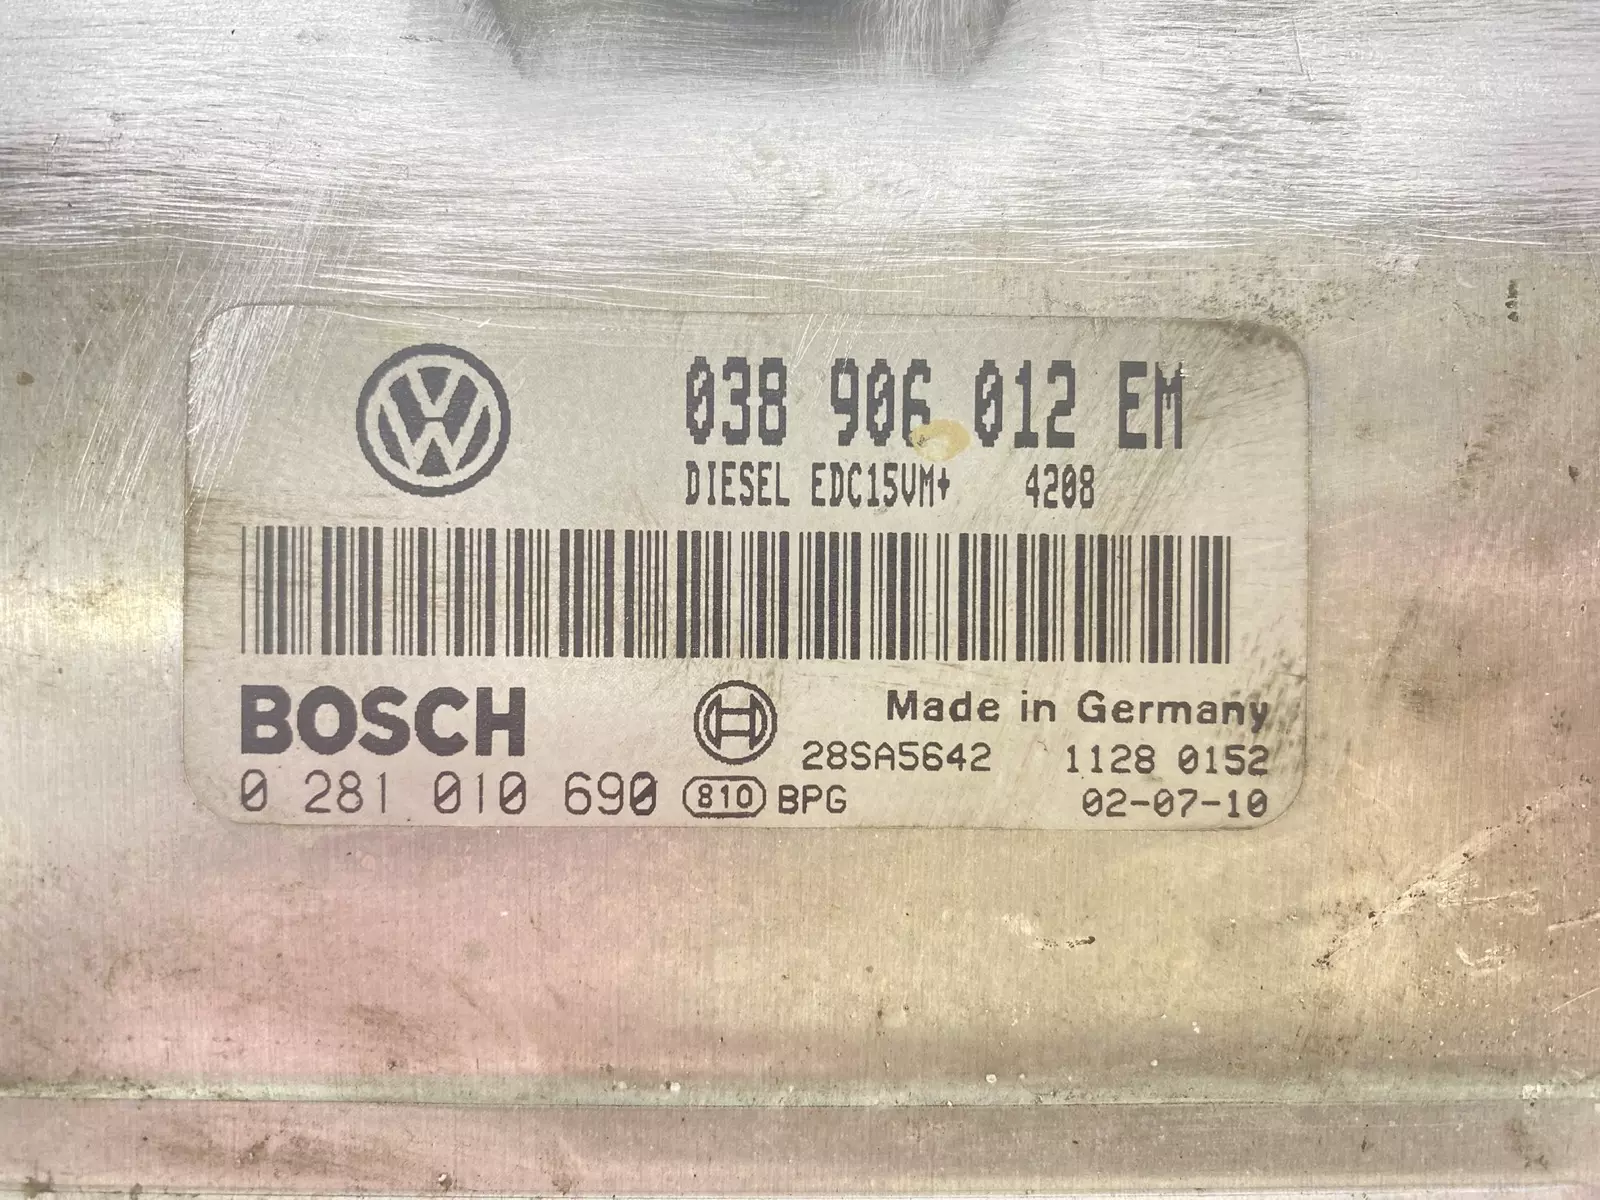 038 906 012 EM
DIESEL EDC15VM+ 4208
BOSCH
Made in Germany
28SA5642 1128 0152
0 281 010 690 810 BPG 02-07-10